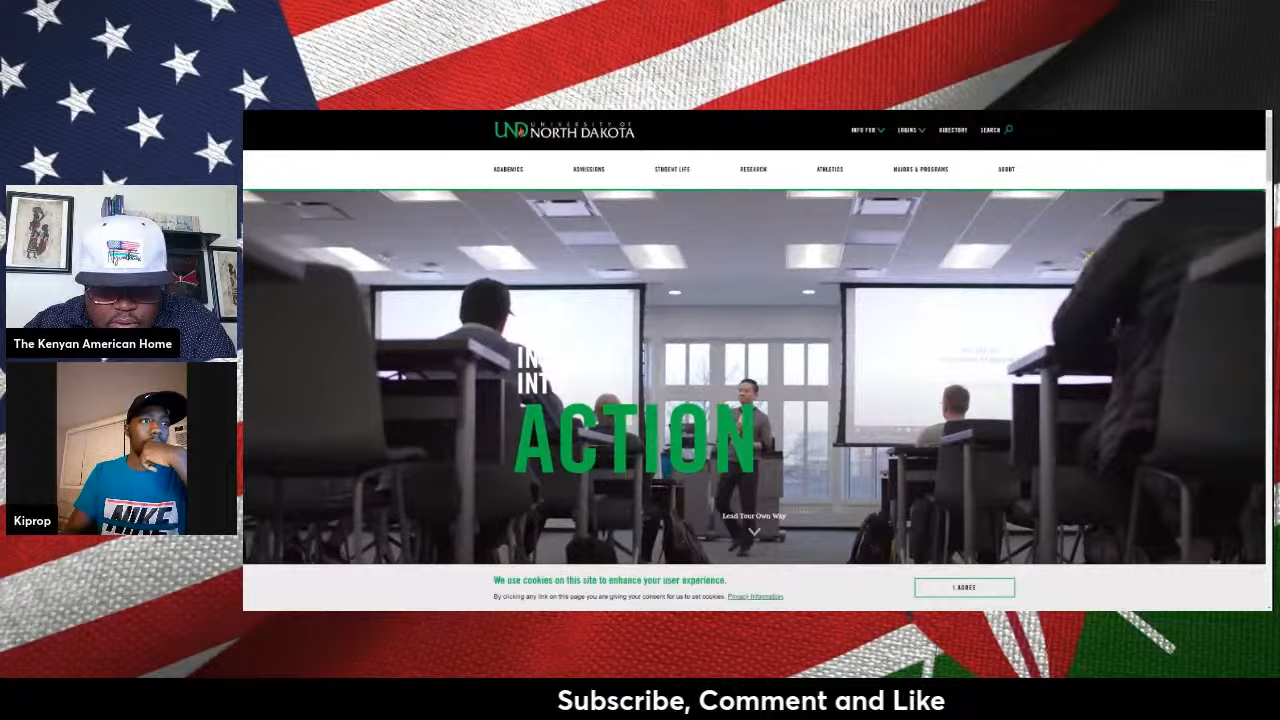 UND UNIVERSITY OF
NORTH DAKOTA
INFO FOR
LOGINS
DIRECTORY
SEARCH
ACADEMICS
ADMISSIONS
STUDENT LIFE
RESEARCH
ATHLETICS
MAJORS & PROGRAMS
ABOUT
The Kenyan American Home
Kiprop
NIKE
ACTION
Lead Your Own Way
We use cookies on this site to enhance your user experience.
By clicking any link on this page you are giving your consent for us to set cookies. Privacy Information.
I AGREE
Subscribe, Comment and Like